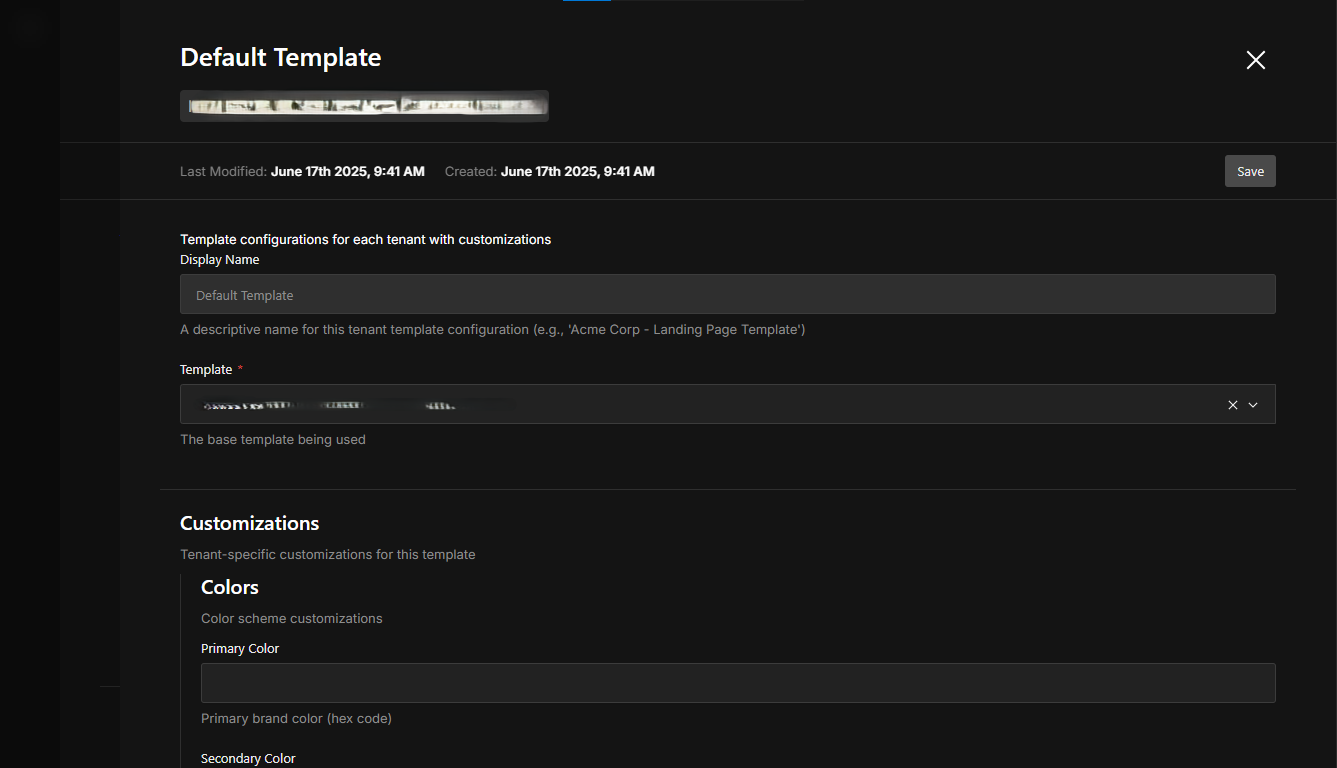 Default Template
Last Modified: June 17th 2025, 9:41 AM Created: June 17th 2025, 9:41 AM
Save
Template configurations for each tenant with customizations
Display Name
Default Template
A descriptive name for this tenant template configuration (e.g., 'Acme Corp - Landing Page Template')
Template *
The base template being used
Customizations
Tenant-specific customizations for this template
Colors
Color scheme customizations
Primary Color
Primary brand color (hex code)
Secondary Color